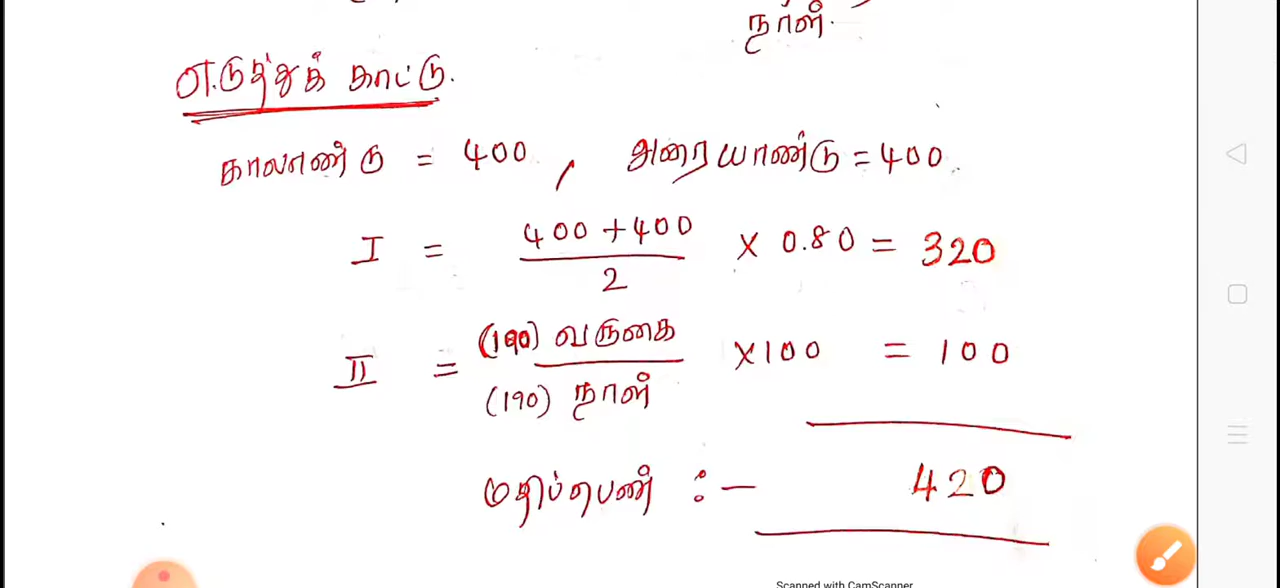 நாள்.
எடுத்துக் காட்டு.
காலாண்டு = 400, அரையாண்டு = 400.
I = 400 + 400 / 2 X 0.80 = 320
II = (190) வருகை / (190) நாள் X 100 = 100
மதிப்பெண் :- 420
Scanned with CamScanner